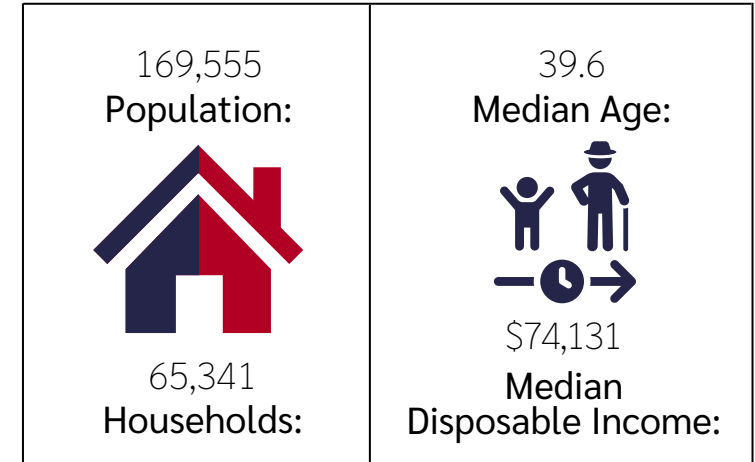 169,555
Population:
65,341
Households:
39.6
Median Age:
$74,131
Median
Disposable Income: